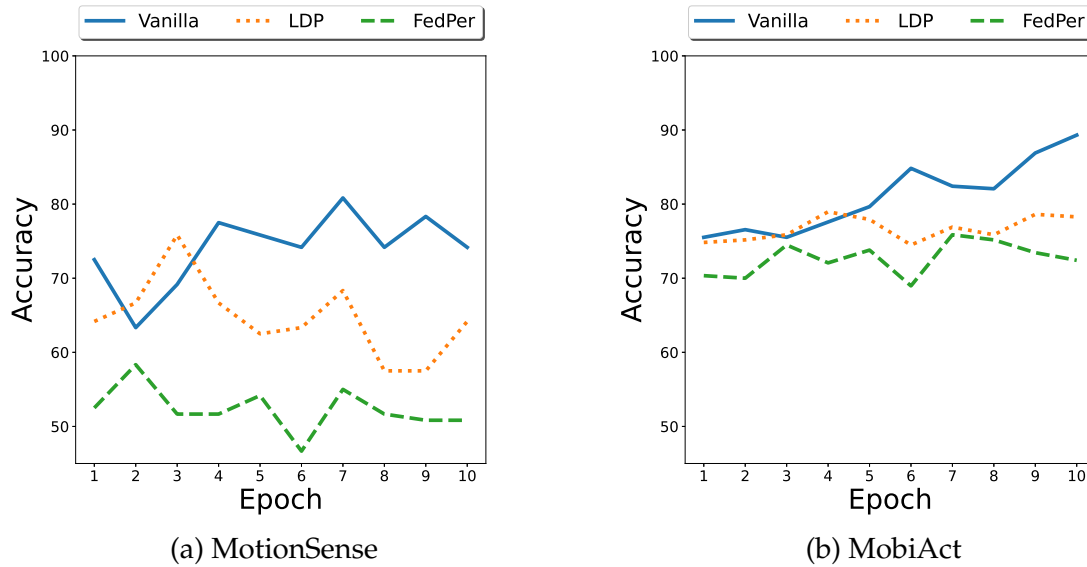 Vanilla LDP FedPer
100
90
80
70
60
50
Accuracy
1 2 3 4 5 6 7 8 9 10
Epoch
(a) MotionSense
Vanilla LDP FedPer
100
90
80
70
60
50
Accuracy
1 2 3 4 5 6 7 8 9 10
Epoch
(b) MobiAct